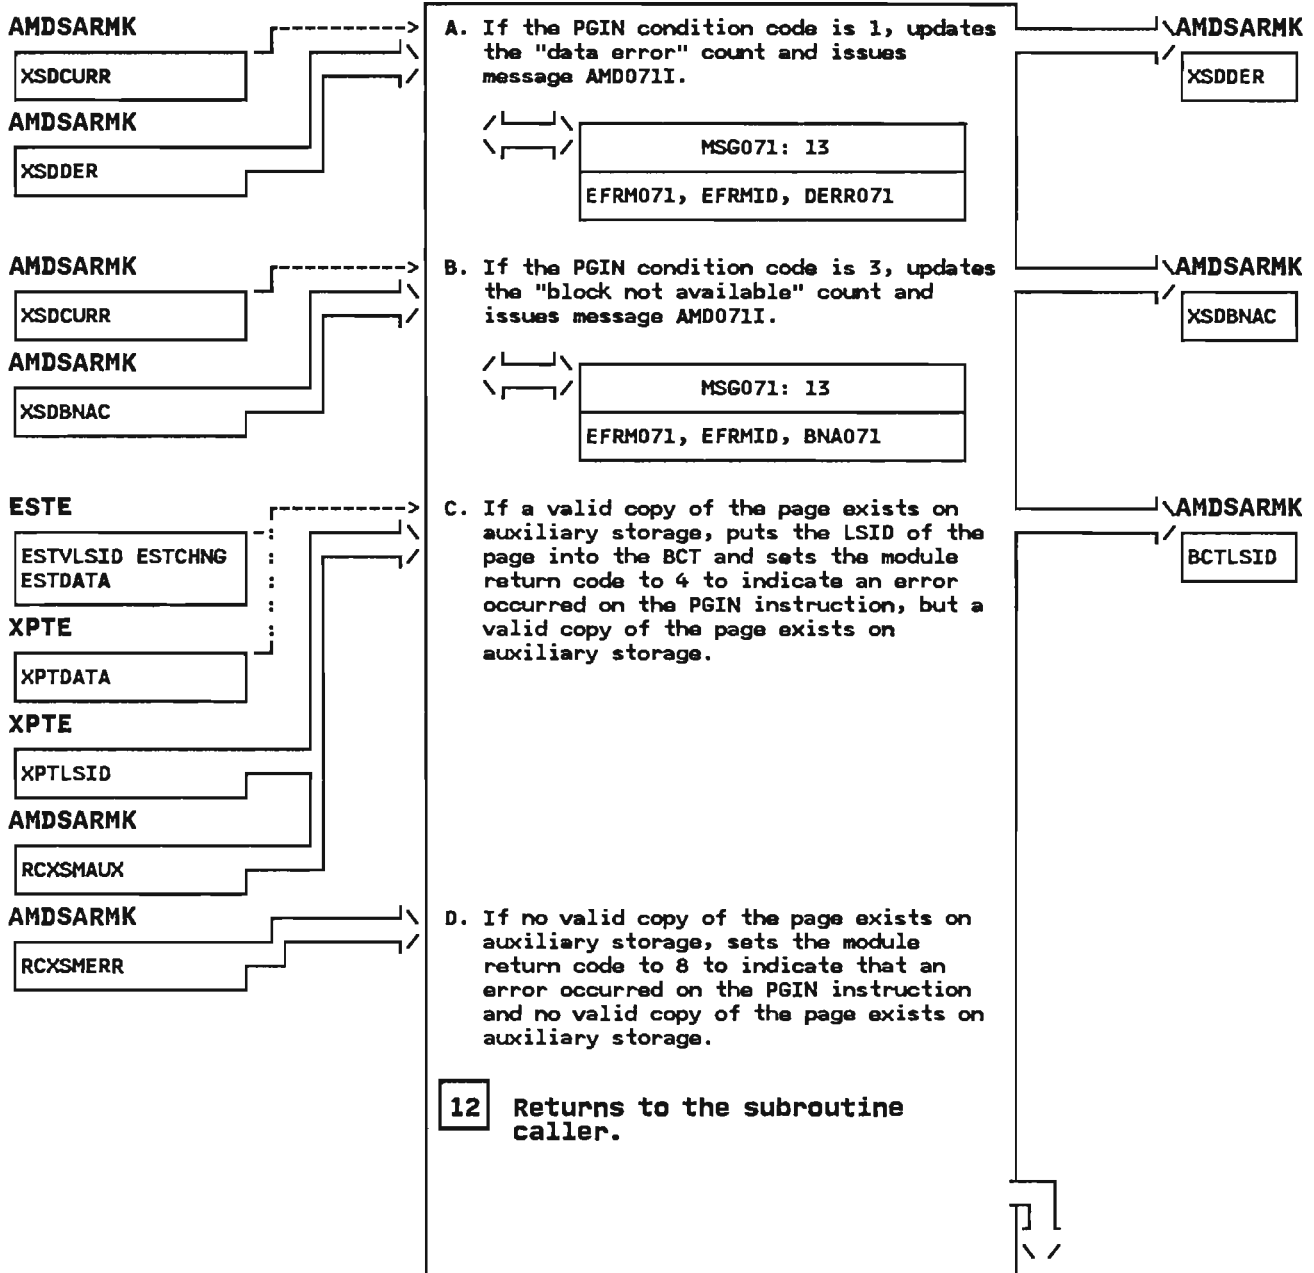 AMDSARMK
XSDCURR
AMDSARMK
XSDDER
A. If the PGIN condition code is 1, updates
the "data error" count and issues
message AMD071I.
MSG071: 13
EFRM071, EFRMID, DERR071
AMDSARMK
XSDDER
AMDSARMK
XSDCURR
AMDSARMK
XSDBNAC
B. If the PGIN condition code is 3, updates
the "block not available" count and
issues message AMD071I.
MSG071: 13
EFRM071, EFRMID, BNA071
AMDSARMK
XSDBNAC
ESTE
ESTVLSID ESTCHNG
ESTDATA
XPTE
XPTDATA
XPTE
XPTLSID
AMDSARMK
RCXSMAUX
C. If a valid copy of the page exists on
auxiliary storage, puts the LSID of the
page into the BCT and sets the module
return code to 4 to indicate an error
occurred on the PGIN instruction, but a
valid copy of the page exists on
auxiliary storage.
AMDSARMK
BCTLSID
AMDSARMK
RCXSMERR
D. If no valid copy of the page exists on
auxiliary storage, sets the module
return code to 8 to indicate that an
error occurred on the PGIN instruction
and no valid copy of the page exists on
auxiliary storage.
12 Returns to the subroutine
caller.